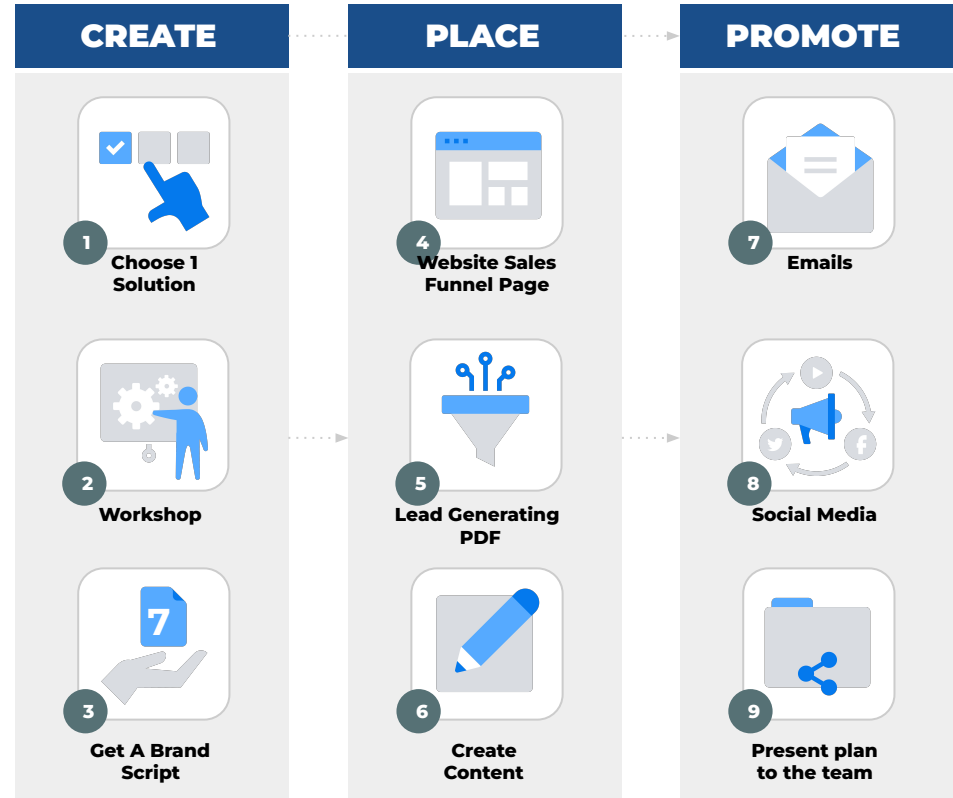 CREATE
1
Choose 1
Solution
2
Workshop
7
3
Get A Brand
Script
PLACE
4
Website Sales
Funnel Page
5
Lead Generating
PDF
6
Create
Content
PROMOTE
7
Emails
8
Social Media
9
Present plan
to the team